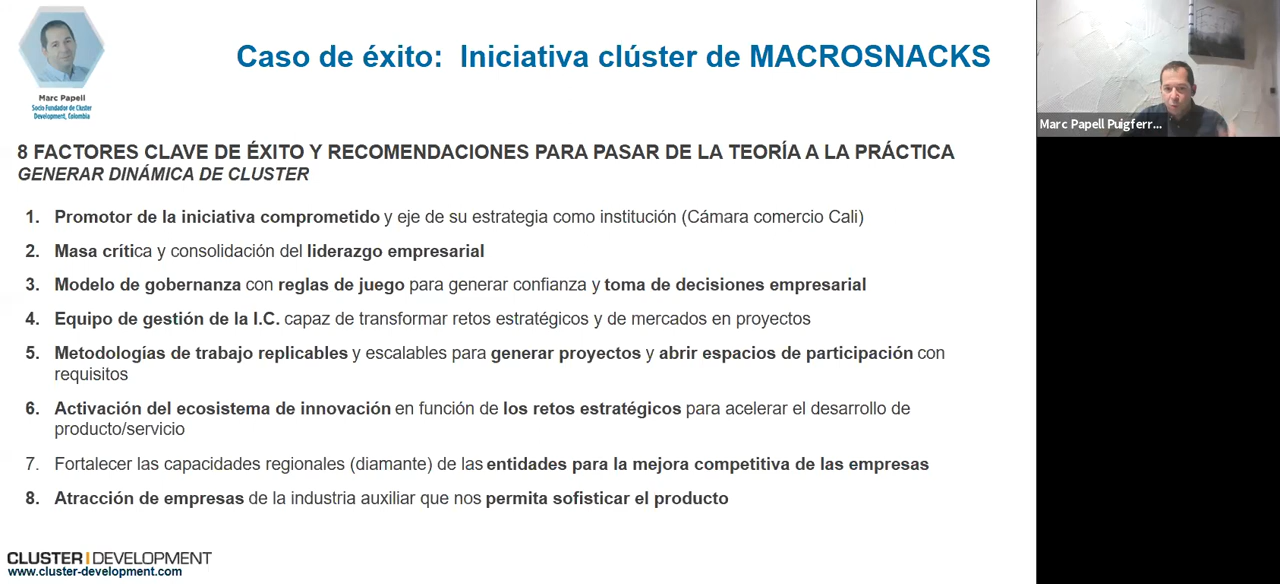 Marc Papell
Socio Fundador de Cluster
Development, Colombia
Caso de éxito: Iniciativa clúster de MACROSNACKS
Marc Papell Puigferr...
8 FACTORES CLAVE DE ÉXITO Y RECOMENDACIONES PARA PASAR DE LA TEORÍA A LA PRÁCTICA
GENERAR DINÁMICA DE CLUSTER
1. Promotor de la iniciativa comprometido y eje de su estrategia como institución (Cámara comercio Cali)
2. Masa crítica y consolidación del liderazgo empresarial
3. Modelo de gobernanza con reglas de juego para generar confianza y toma de decisiones empresarial
4. Equipo de gestión de la I.C. capaz de transformar retos estratégicos y de mercados en proyectos
5. Metodologías de trabajo replicables y escalables para generar proyectos y abrir espacios de participación con
requisitos
6. Activación del ecosistema de innovación en función de los retos estratégicos para acelerar el desarrollo de
producto/servicio
7. Fortalecer las capacidades regionales (diamante) de las entidades para la mejora competitiva de las empresas
8. Atracción de empresas de la industria auxiliar que nos permita sofisticar el producto
CLUSTER DEVELOPMENT
www.cluster-development.com